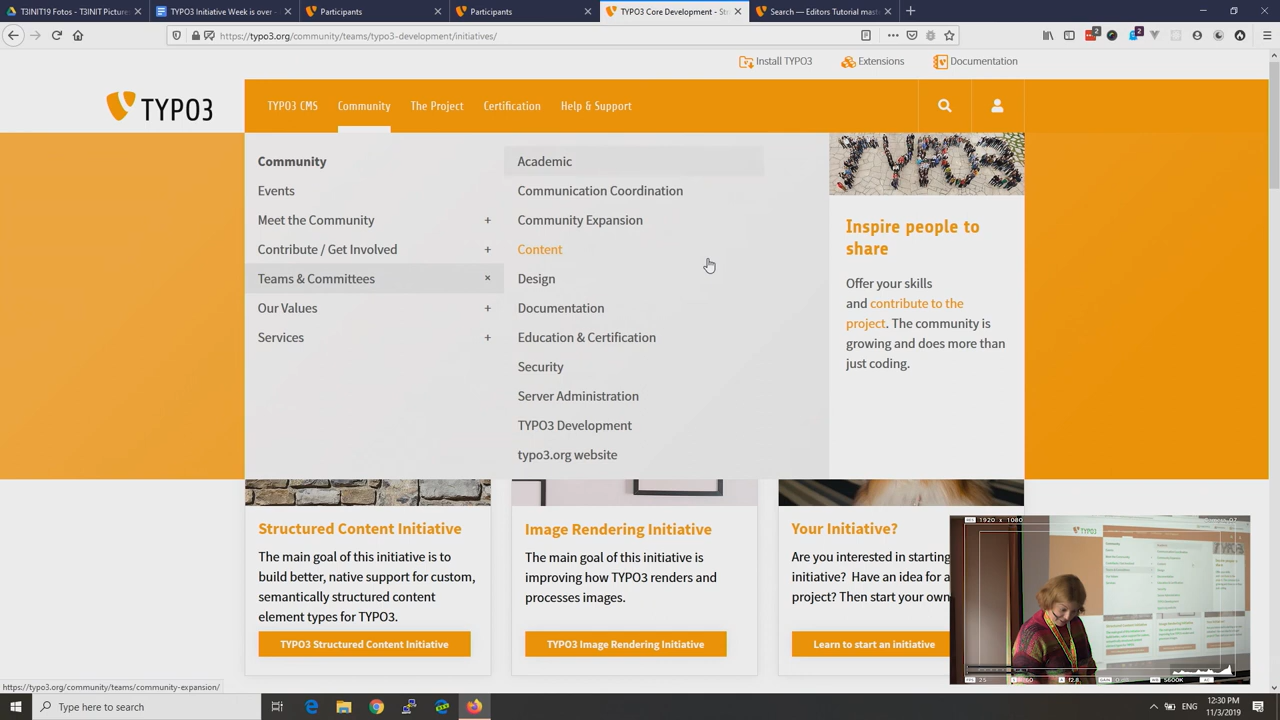 T3INIT19 Fotos - T3INIT Picture
TYPO3 Initiative Week is over -
Participants
Participants
TYPO3 Core Development - St
Search — Editors Tutorial mast
https://typo3.org/community/teams/typo3-development/initiatives/
2
2
Install TYPO3
Extensions
Documentation
TYPO3
TYPO3 CMS
Community
The Project
Certification
Help & Support
Community
Events
Meet the Community +
Contribute / Get Involved +
Teams & Committees ×
Our Values +
Services +
Academic
Communication Coordination
Community Expansion
Content
Design
Documentation
Education & Certification
Security
Server Administration
TYPO3 Development
typo3.org website
TYPO3
Inspire people to
share
Offer your skills
and contribute to the
project. The community is
growing and does more than
just coding.
Structured Content Initiative
The main goal of this initiative is to
build better, native support for custom,
semantically structured content
element types for TYPO3.
TYPO3 Structured Content Initiative
Image Rendering Initiative
The main goal of this initiative is
improving how TYPO3 renders and
processes images.
TYPO3 Image Rendering Initiative
Your Initiative?
Are you interested in starting
initiative? Have an idea for a
project? Then start your own
Learn to start an initiative
1920 x 1080
TYPO3
https://typo3.org/community/teams/community-expansion/
Type here to search
ENG
12:30 PM
11/3/2019